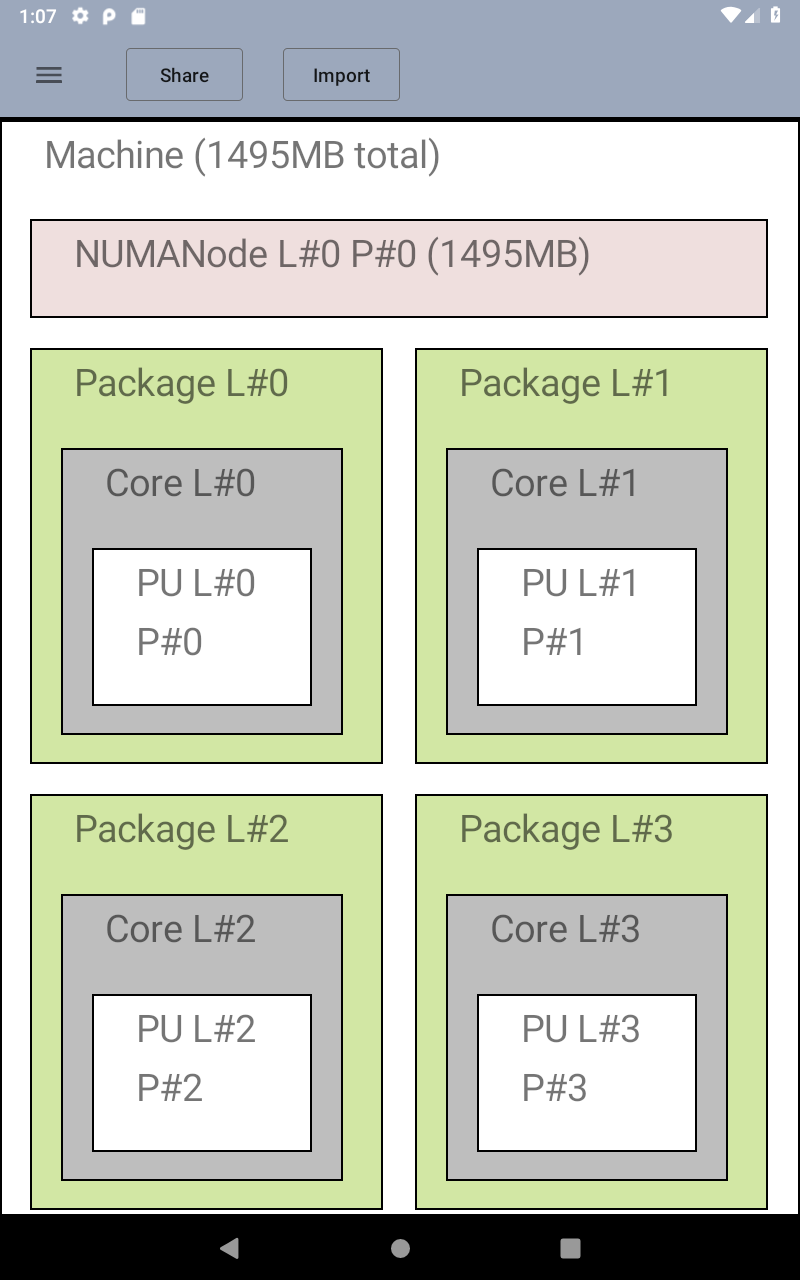 1:07
Share
Import
Machine (1495MB total)
NUMANode L#0 P#0 (1495MB)
Package L#0
Package L#1
Core L#0
Core L#1
PU L#0
P#0
PU L#1
P#1
Package L#2
Package L#3
Core L#2
Core L#3
PU L#2
P#2
PU L#3
P#3